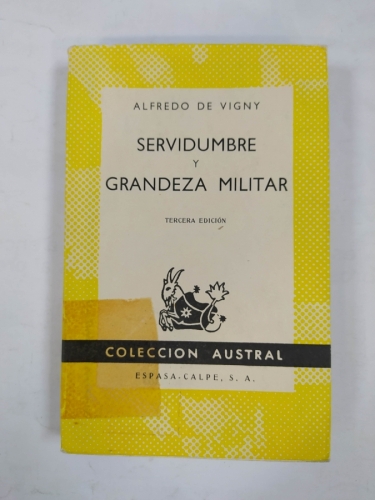 ALFREDO DE VIGNY
SERVIDUMBRE
Y
GRANDEZA MILITAR
TERCERA EDICIÓN
COLECCION AUSTRAL
ESPASA-CALPE, S. A.